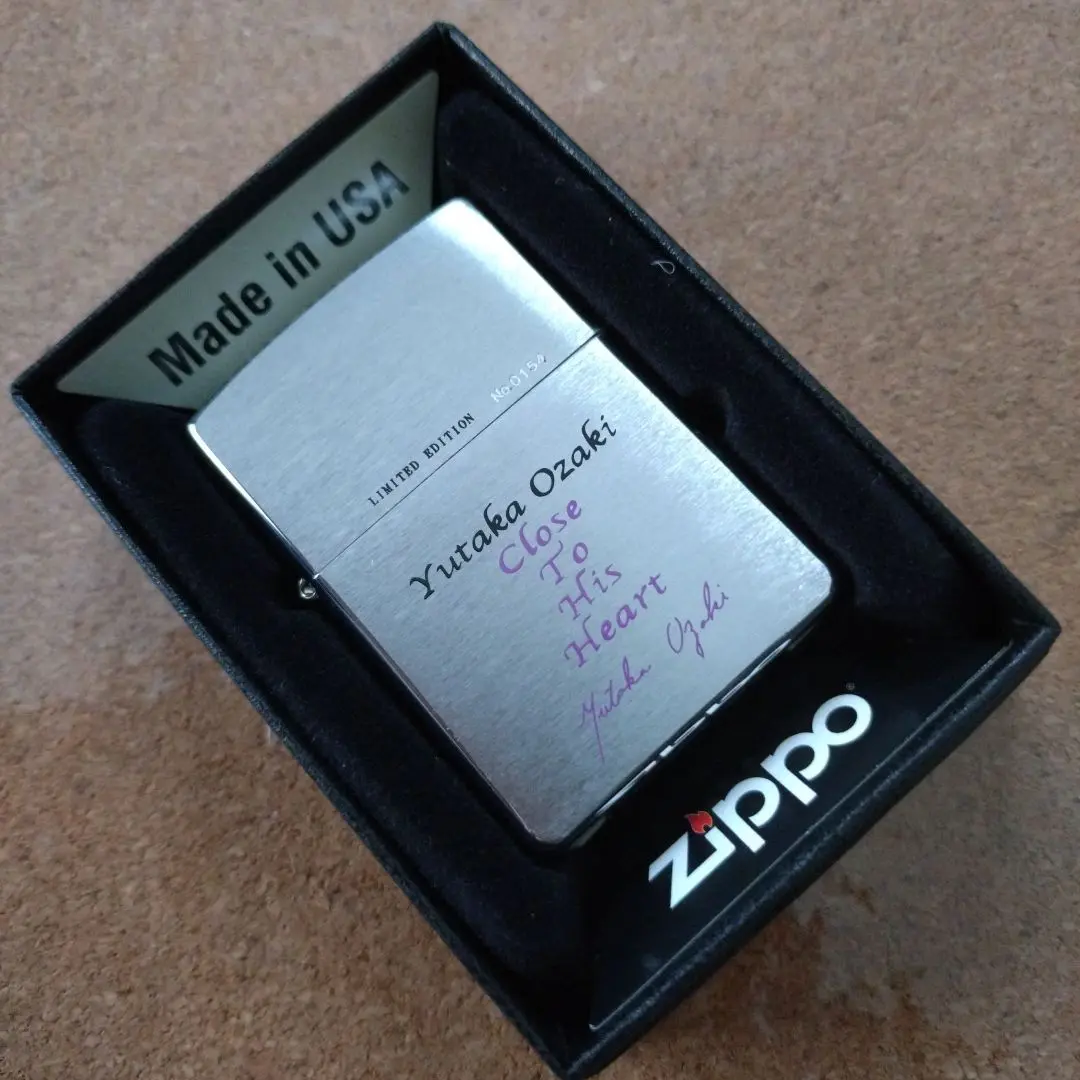 Made in USA
LIMITED EDITION No.0154
Yutaka Ozaki
Close
To
His
Heart
Yutaka Ozaki
zippo